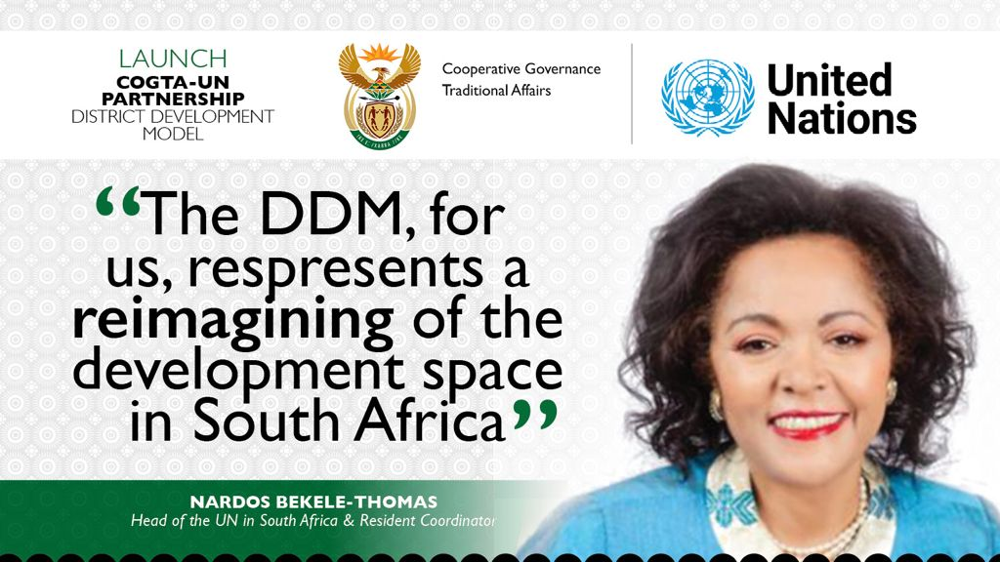 LAUNCH
COGTA-UN
PARTNERSHIP
DISTRICT DEVELOPMENT
MODEL
Cooperative Governance
Traditional Affairs
United
Nations
“The DDM, for
us, respresents a
reimagining of the
development space
in South Africa”
NARDOS BEKELE-THOMAS
Head of the UN in South Africa & Resident Coordinator